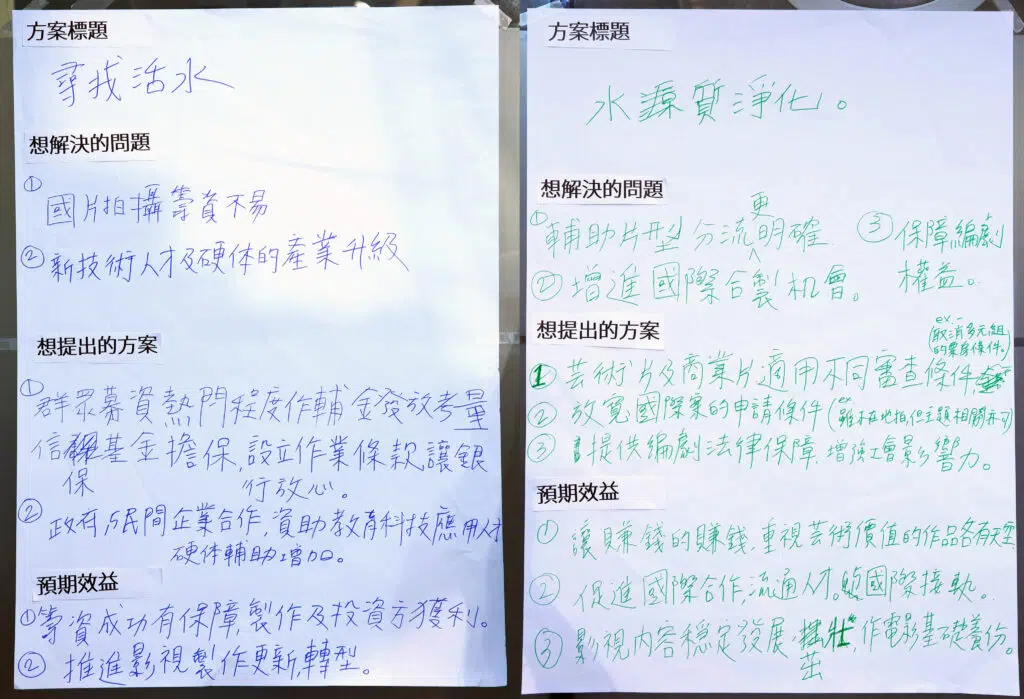 方案標題
尋找活水
想解決的問題
① 國片拍攝籌資不易
② 新技術人才及硬体的產業升級
想提出的方案
① 群眾募資熱門程度作輔金發放考量
信保基金擔保,設立作業條款讓銀
行放心。
② 政府與民間企業合作,資助教育科技應用人才
硬体輔助增加。
預期效益
① 籌資成功有保障,製作及投資方獲利。
② 推進影視製作更新,轉型。
方案標題
水源質淨化。
想解決的問題
① 輔助片型分流更明確
② 增進國際合製機會。
③ 保障編劇
權益。
想提出的方案
ex.-
(取消多元組
的票房條件。)
1 芸術片及商業片適用不同審查條件
② 放寬國際案的申請條件(ex 雖不在地拍,但主題相關亦可)
③ 提供編劇法律保障,增強工會影響力。
預期效益
① 讓賺錢的賺錢,重視芸術價值的作品各有天空
② 促進國際合作,流通人才。與國際接軌。
③ 影視內容穩定發展,茁壯,作電影基礎養份。